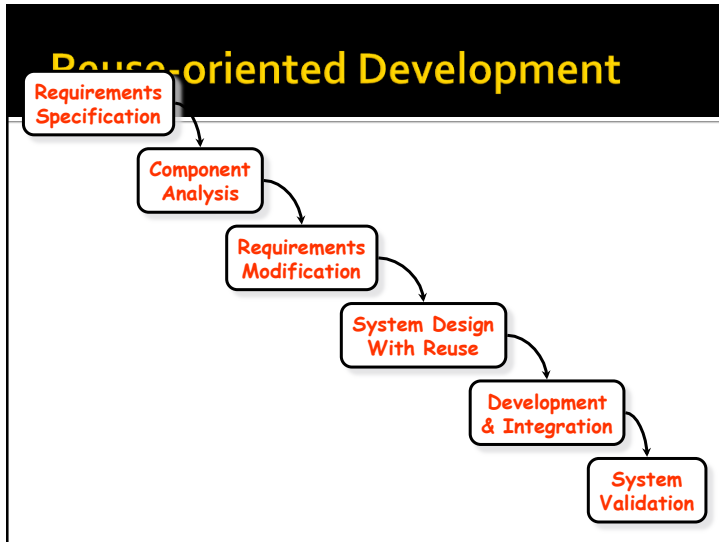 Reuse-oriented Development
Requirements
Specification
Component
Analysis
Requirements
Modification
System Design
With Reuse
Development
& Integration
System
Validation